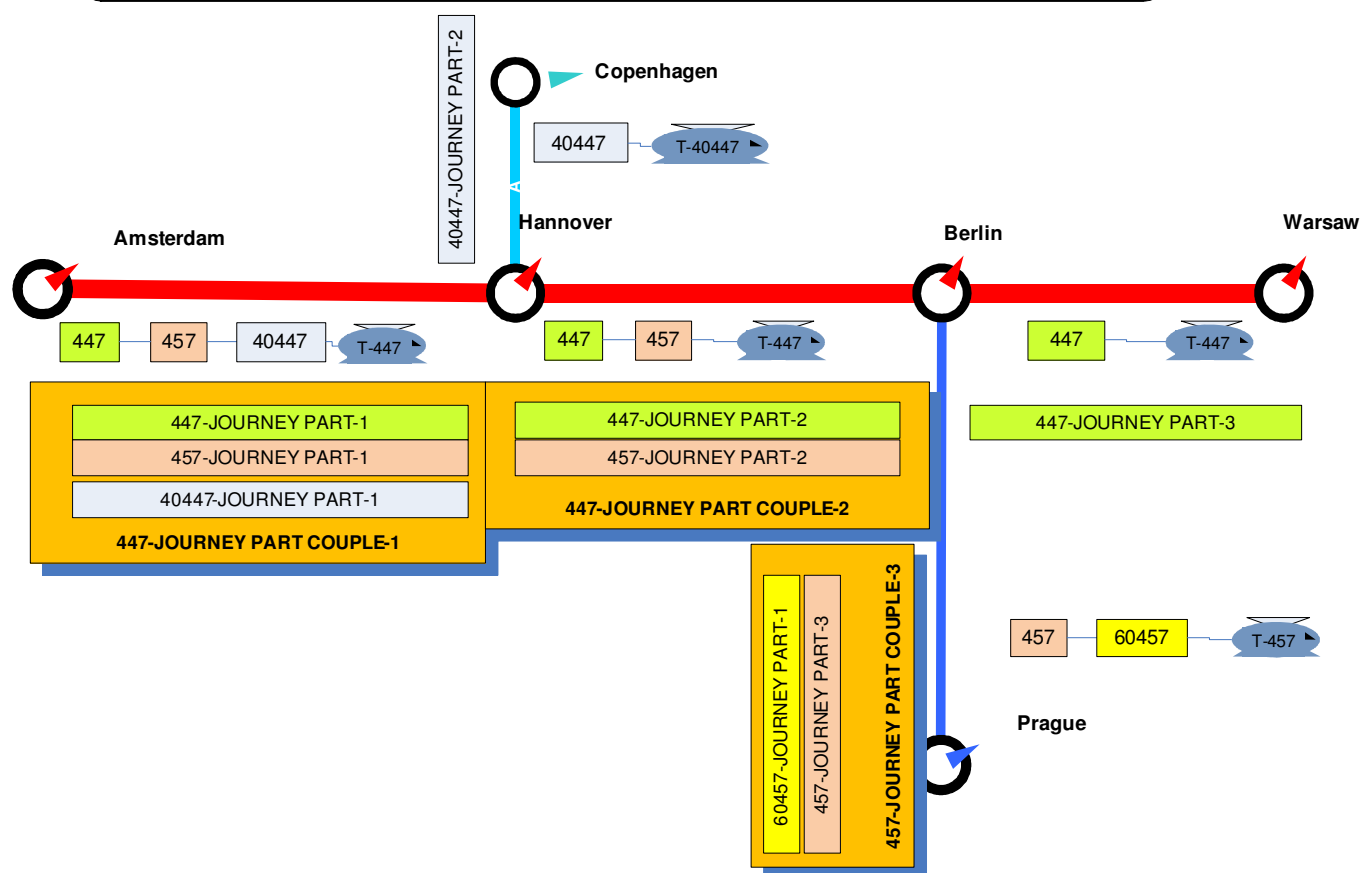 40447-JOURNEY PART-2
Copenhagen
40447
T-40447
A
Hannover
Amsterdam
Berlin
Warsaw
447
457
40447
T-447
447
457
T-447
447
T-447
447-JOURNEY PART-1
457-JOURNEY PART-1
40447-JOURNEY PART-1
447-JOURNEY PART COUPLE-1
447-JOURNEY PART-2
457-JOURNEY PART-2
447-JOURNEY PART COUPLE-2
447-JOURNEY PART-3
60457-JOURNEY PART-1
457-JOURNEY PART-3
457-JOURNEY PART COUPLE-3
457
60457
T-457
Prague